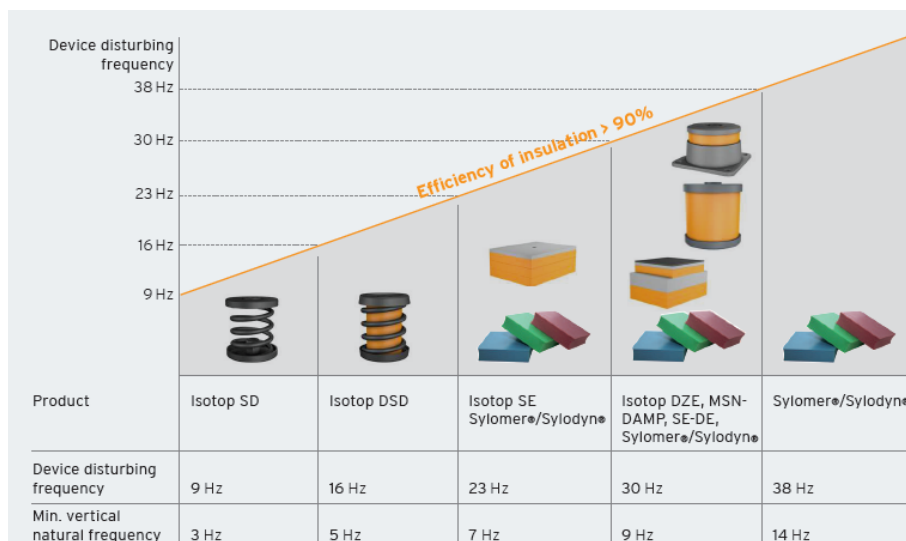 Device disturbing
frequency
38 Hz
30 Hz
23 Hz
16 Hz
9 Hz
Efficiency of insulation > 90%
Product
Isotop SD
Isotop DSD
Isotop SE
Sylomer®/Sylodyn®
Isotop DZE, MSN-
DAMP, SE-DE,
Sylomer®/Sylodyn®
Sylomer®/Sylodyn®
Device disturbing
frequency
9 Hz
16 Hz
23 Hz
30 Hz
38 Hz
Min. vertical
natural frequency
3 Hz
5 Hz
7 Hz
9 Hz
14 Hz